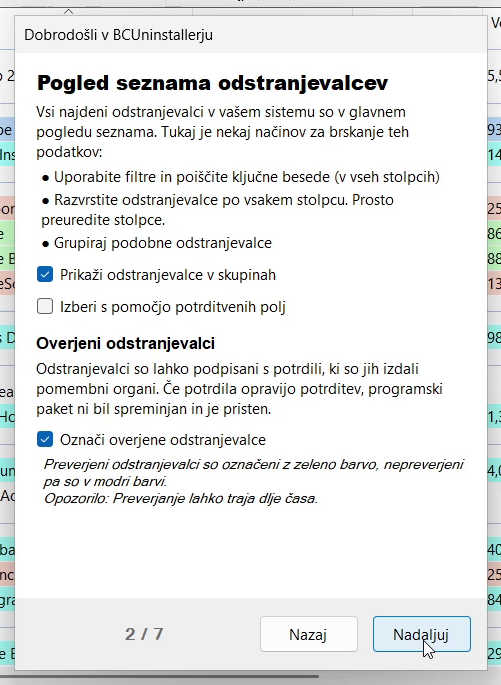 Dobrodošli v BCUninstallerju
Pogled seznama odstranjevalcev
Vsi najdeni odstranjevalci v vašem sistemu so v glavnem
pogledu seznama. Tukaj je nekaj načinov za brskanje teh
podatkov:
● Uporabite filtre in poiščite ključne besede (v vseh stolpcih)
● Razvrstite odstranjevalce po vsakem stolpcu. Prosto
preuredite stolpce.
● Grupiraj podobne odstranjevalce
Prikaži odstranjevalce v skupinah
Izberi s pomočjo potrditvenih polj
Overjeni odstranjevalci
Odstranjevalci so lahko podpisani s potrdili, ki so jih izdali
pomembni organi. Če potrdila opravijo potrditev, programski
paket ni bil spreminjan in je pristen.
Označi overjene odstranjevalce
Preverjeni odstranjevalci so označeni z zeleno barvo, nepreverjeni
pa so v modri barvi.
Opozorilo: Preverjanje lahko traja dlje časa.
2 / 7
Nazaj
Nadaljuj